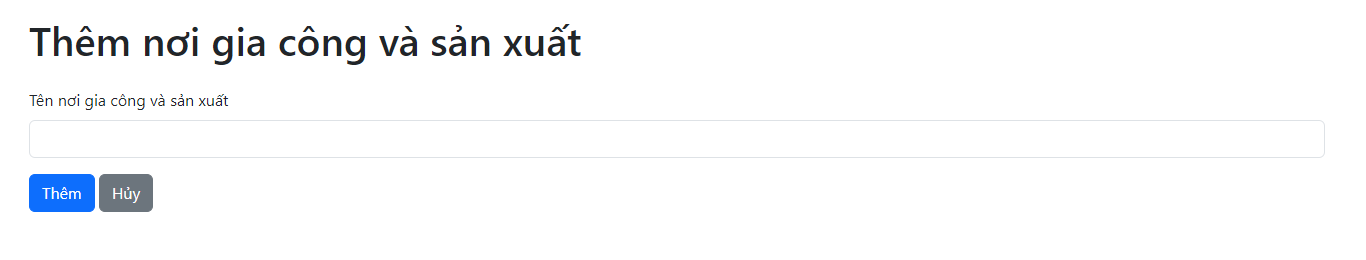 Thêm nơi gia công và sản xuất
Tên nơi gia công và sản xuất
Thêm Hủy